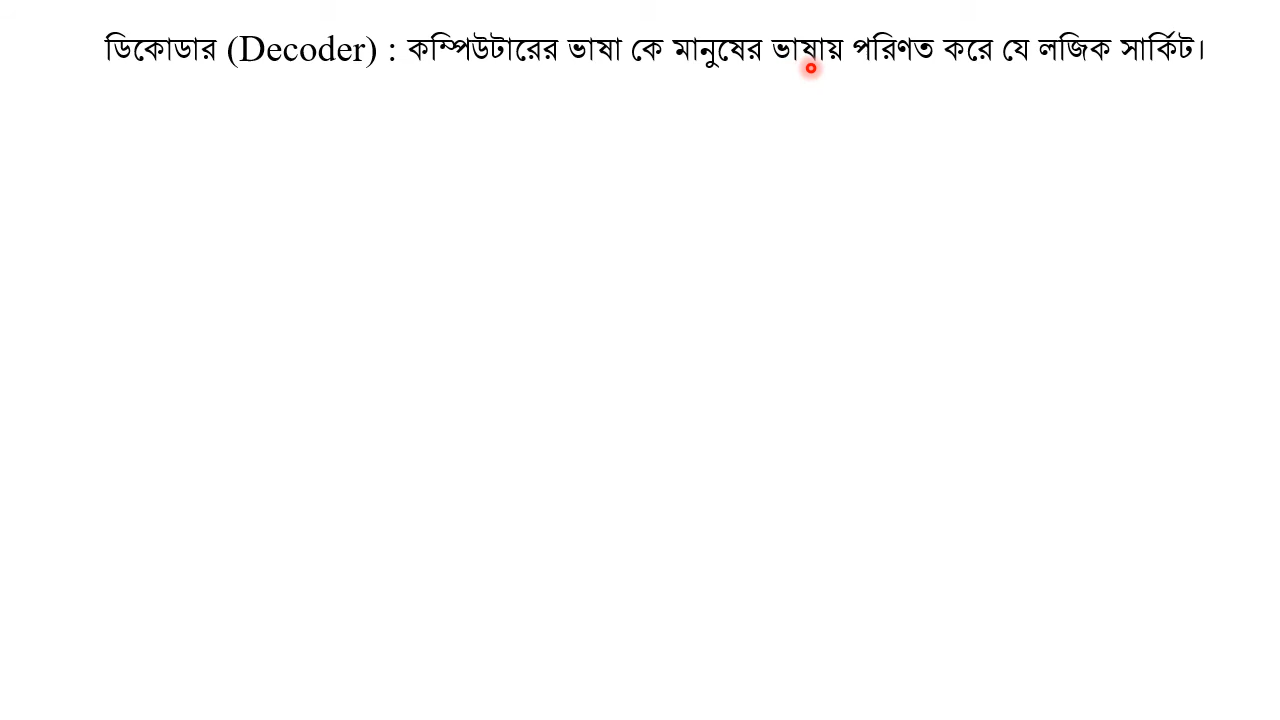 ডিকোডার (Decoder) : কম্পিউটারের ভাষা কে মানুষের ভাষায় পরিণত করে যে লজিক সার্কিট।